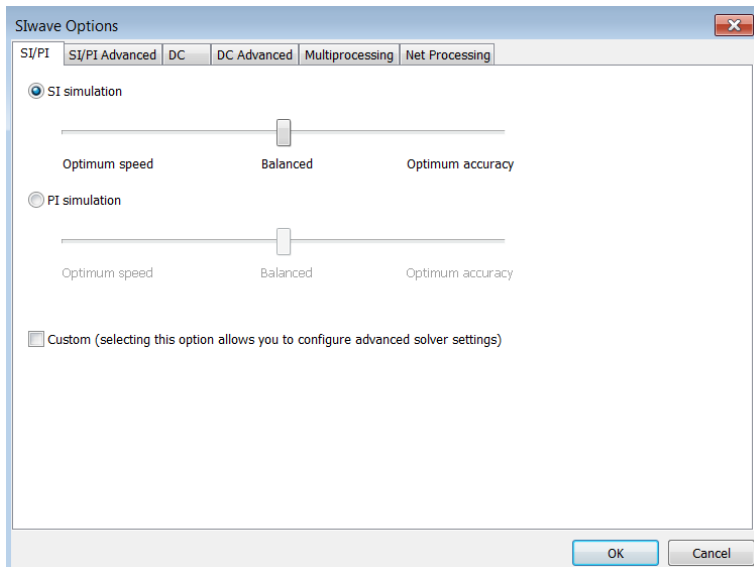 SIwave Options
SI/PI SI/PI Advanced DC DC Advanced Multiprocessing Net Processing
SI simulation
Optimum speed Balanced Optimum accuracy
PI simulation
Optimum speed Balanced Optimum accuracy
Custom (selecting this option allows you to configure advanced solver settings)
OK Cancel